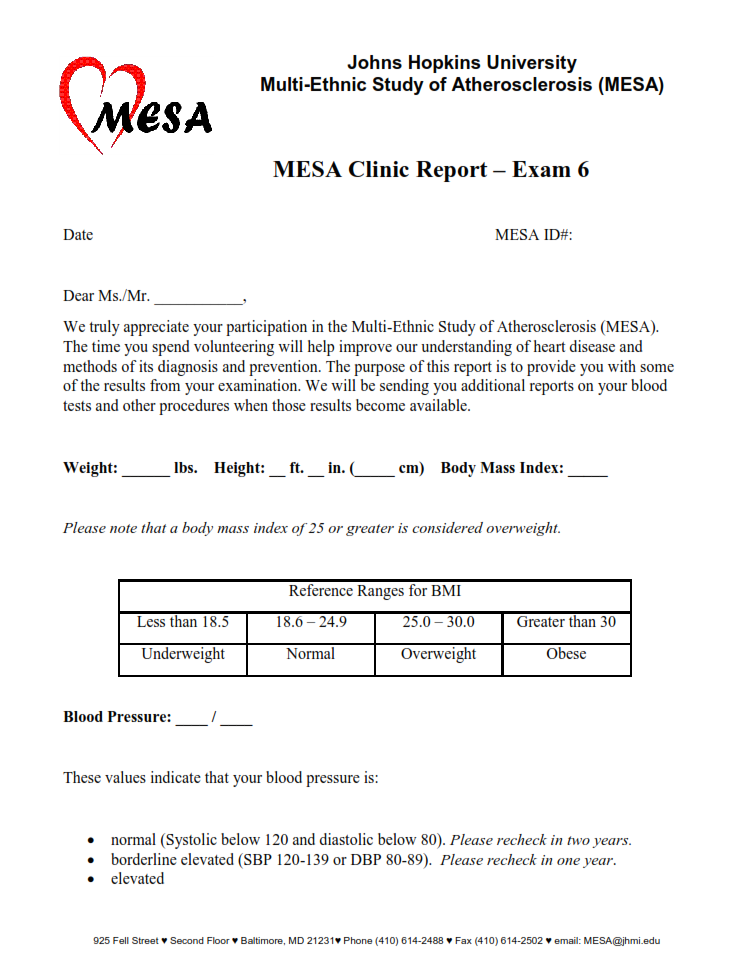 MESA
Johns Hopkins University
Multi-Ethnic Study of Atherosclerosis (MESA)
MESA Clinic Report – Exam 6
Date MESA ID#:
Dear Ms./Mr. ___________,
We truly appreciate your participation in the Multi-Ethnic Study of Atherosclerosis (MESA).
The time you spend volunteering will help improve our understanding of heart disease and
methods of its diagnosis and prevention. The purpose of this report is to provide you with some
of the results from your examination. We will be sending you additional reports on your blood
tests and other procedures when those results become available.
Weight: ______ lbs. Height: __ ft. __ in. (_____ cm) Body Mass Index: _____
Please note that a body mass index of 25 or greater is considered overweight.
Reference Ranges for BMI
Less than 18.5 18.6 – 24.9 25.0 – 30.0 Greater than 30
Underweight Normal Overweight Obese
Blood Pressure: ____ / ____
These values indicate that your blood pressure is:
• normal (Systolic below 120 and diastolic below 80). Please recheck in two years.
• borderline elevated (SBP 120-139 or DBP 80-89). Please recheck in one year.
• elevated
925 Fell Street ♥ Second Floor ♥ Baltimore, MD 21231♥ Phone (410) 614-2488 ♥ Fax (410) 614-2502 ♥ email: MESA@jhmi.edu